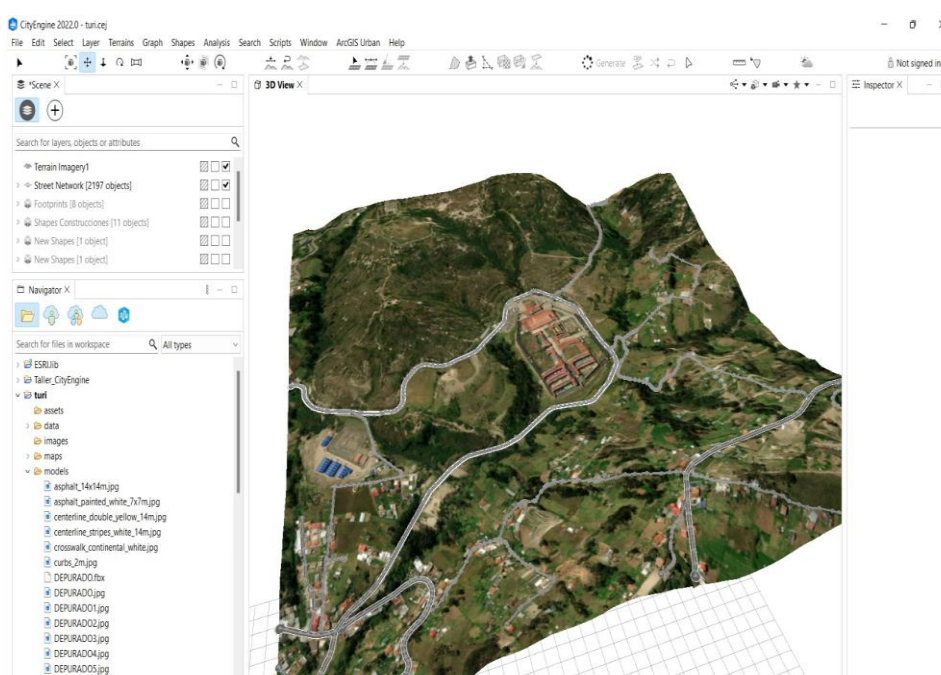 CityEngine 2022.0 - turi.cej
File Edit Select Layer Terrains Graph Shapes Analysis Search Scripts Window ArcGIS Urban Help
Generate
Not signed in
*Scene
3D View
Inspector
Search for layers, objects or attributes
Terrain Imagery1
Street Network [2197 objects]
Footprints [8 objects]
Shapes Construcciones [11 objects]
New Shapes [1 object]
New Shapes [1 object]
Navigator
Search for files in workspace
All types
ESRI.lib
Taller_CityEngine
turi
assets
data
images
maps
models
asphalt_14x14m.jpg
asphalt_painted_white_7x7m.jpg
centerline_double_yellow_14m.jpg
centerline_stripes_white_14m.jpg
crosswalk_continental_white.jpg
curbs_2m.jpg
DEPURADO.fbx
DEPURADO.jpg
DEPURADO1.jpg
DEPURADO2.jpg
DEPURADO3.jpg
DEPURADO4.jpg
DEPURADO5.jpg